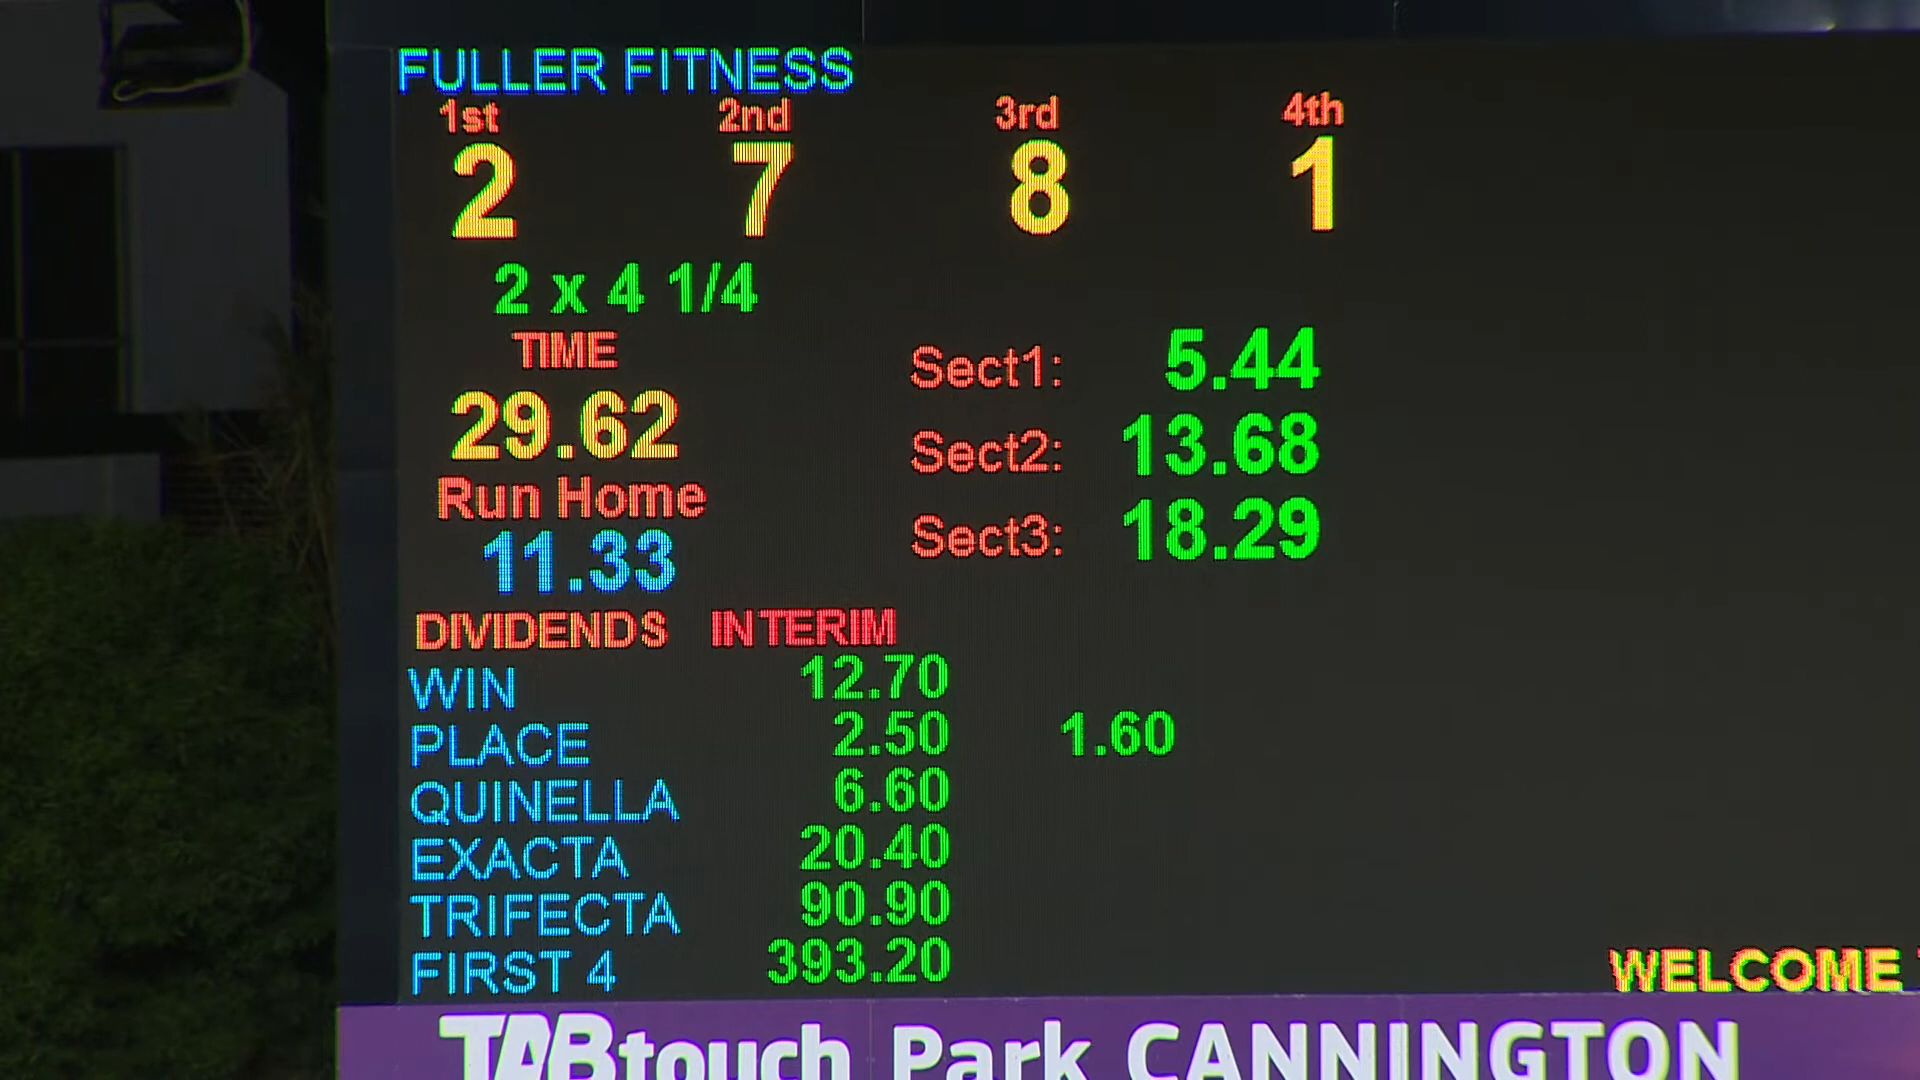 FULLER FITNESS
1st 2nd 3rd 4th
2 7 8 1
2 x 4 1/4
TIME
29.62
Run Home
11.33
Sect1: 5.44
Sect2: 13.68
Sect3: 18.29
DIVIDENDS INTERIM
WIN 12.70
PLACE 2.50 1.60
QUINELLA 6.60
EXACTA 20.40
TRIFECTA 90.90
FIRST 4 393.20
WELCOME
TABtouch Park CANNINGTON